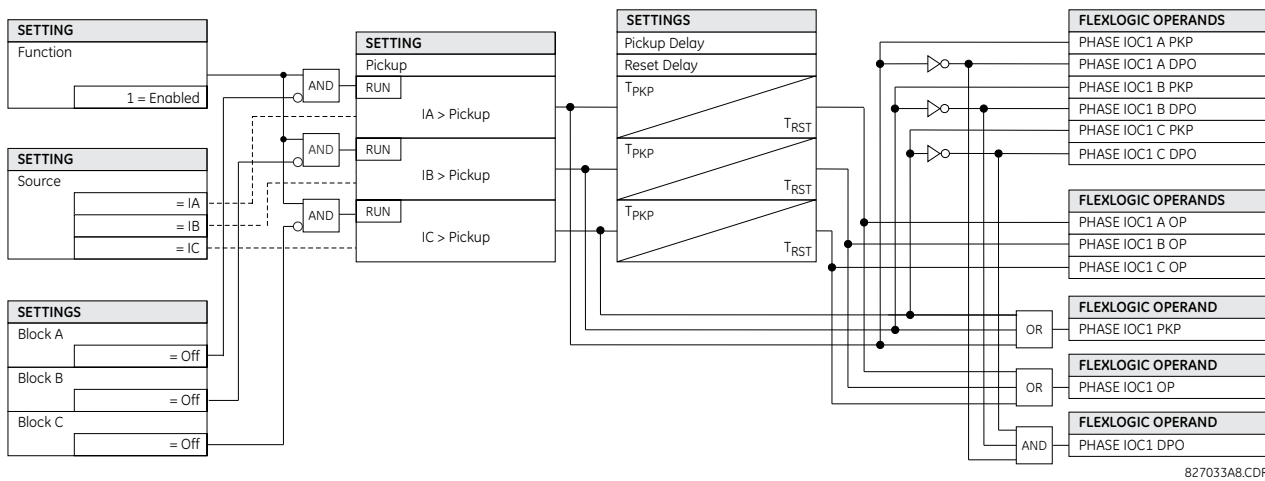 SETTING
Function
1 = Enabled
SETTING
Source
= IA
= IB
= IC
SETTINGS
Block A
= Off
Block B
= Off
Block C
= Off
AND
AND
AND
SETTING
Pickup
RUN
IA > Pickup
RUN
IB > Pickup
RUN
IC > Pickup
SETTINGS
Pickup Delay
Reset Delay
TPKP
TRST
TPKP
TRST
TPKP
TRST
OR
OR
AND
FLEXLOGIC OPERANDS
PHASE IOC1 A PKP
PHASE IOC1 A DPO
PHASE IOC1 B PKP
PHASE IOC1 B DPO
PHASE IOC1 C PKP
PHASE IOC1 C DPO
FLEXLOGIC OPERANDS
PHASE IOC1 A OP
PHASE IOC1 B OP
PHASE IOC1 C OP
FLEXLOGIC OPERAND
PHASE IOC1 PKP
FLEXLOGIC OPERAND
PHASE IOC1 OP
FLEXLOGIC OPERAND
PHASE IOC1 DPO
827033A8.CDR